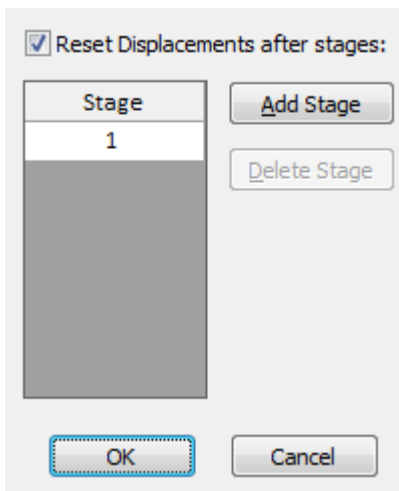 Reset Displacements after stages:
Stage
Add Stage
1
Delete Stage
OK
Cancel